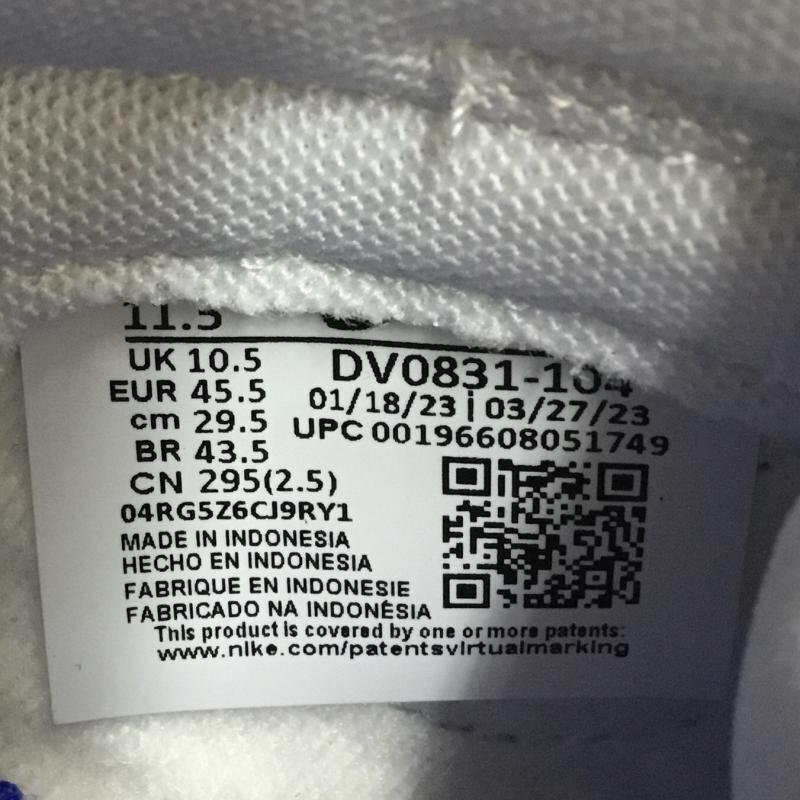 11.5
UK 10.5
EUR 45.5
cm 29.5
BR 43.5
CN 295(2.5)
DV0831-104
01/18/23 | 03/27/23
UPC 00196608051749
04RG5Z6CJ9RY1
MADE IN INDONESIA
HECHO EN INDONESIA
FABRIQUE EN INDONESIE
FABRICADO NA INDONÉSIA
This product is covered by one or more patents:
www.nike.com/patentsvirtualmarking